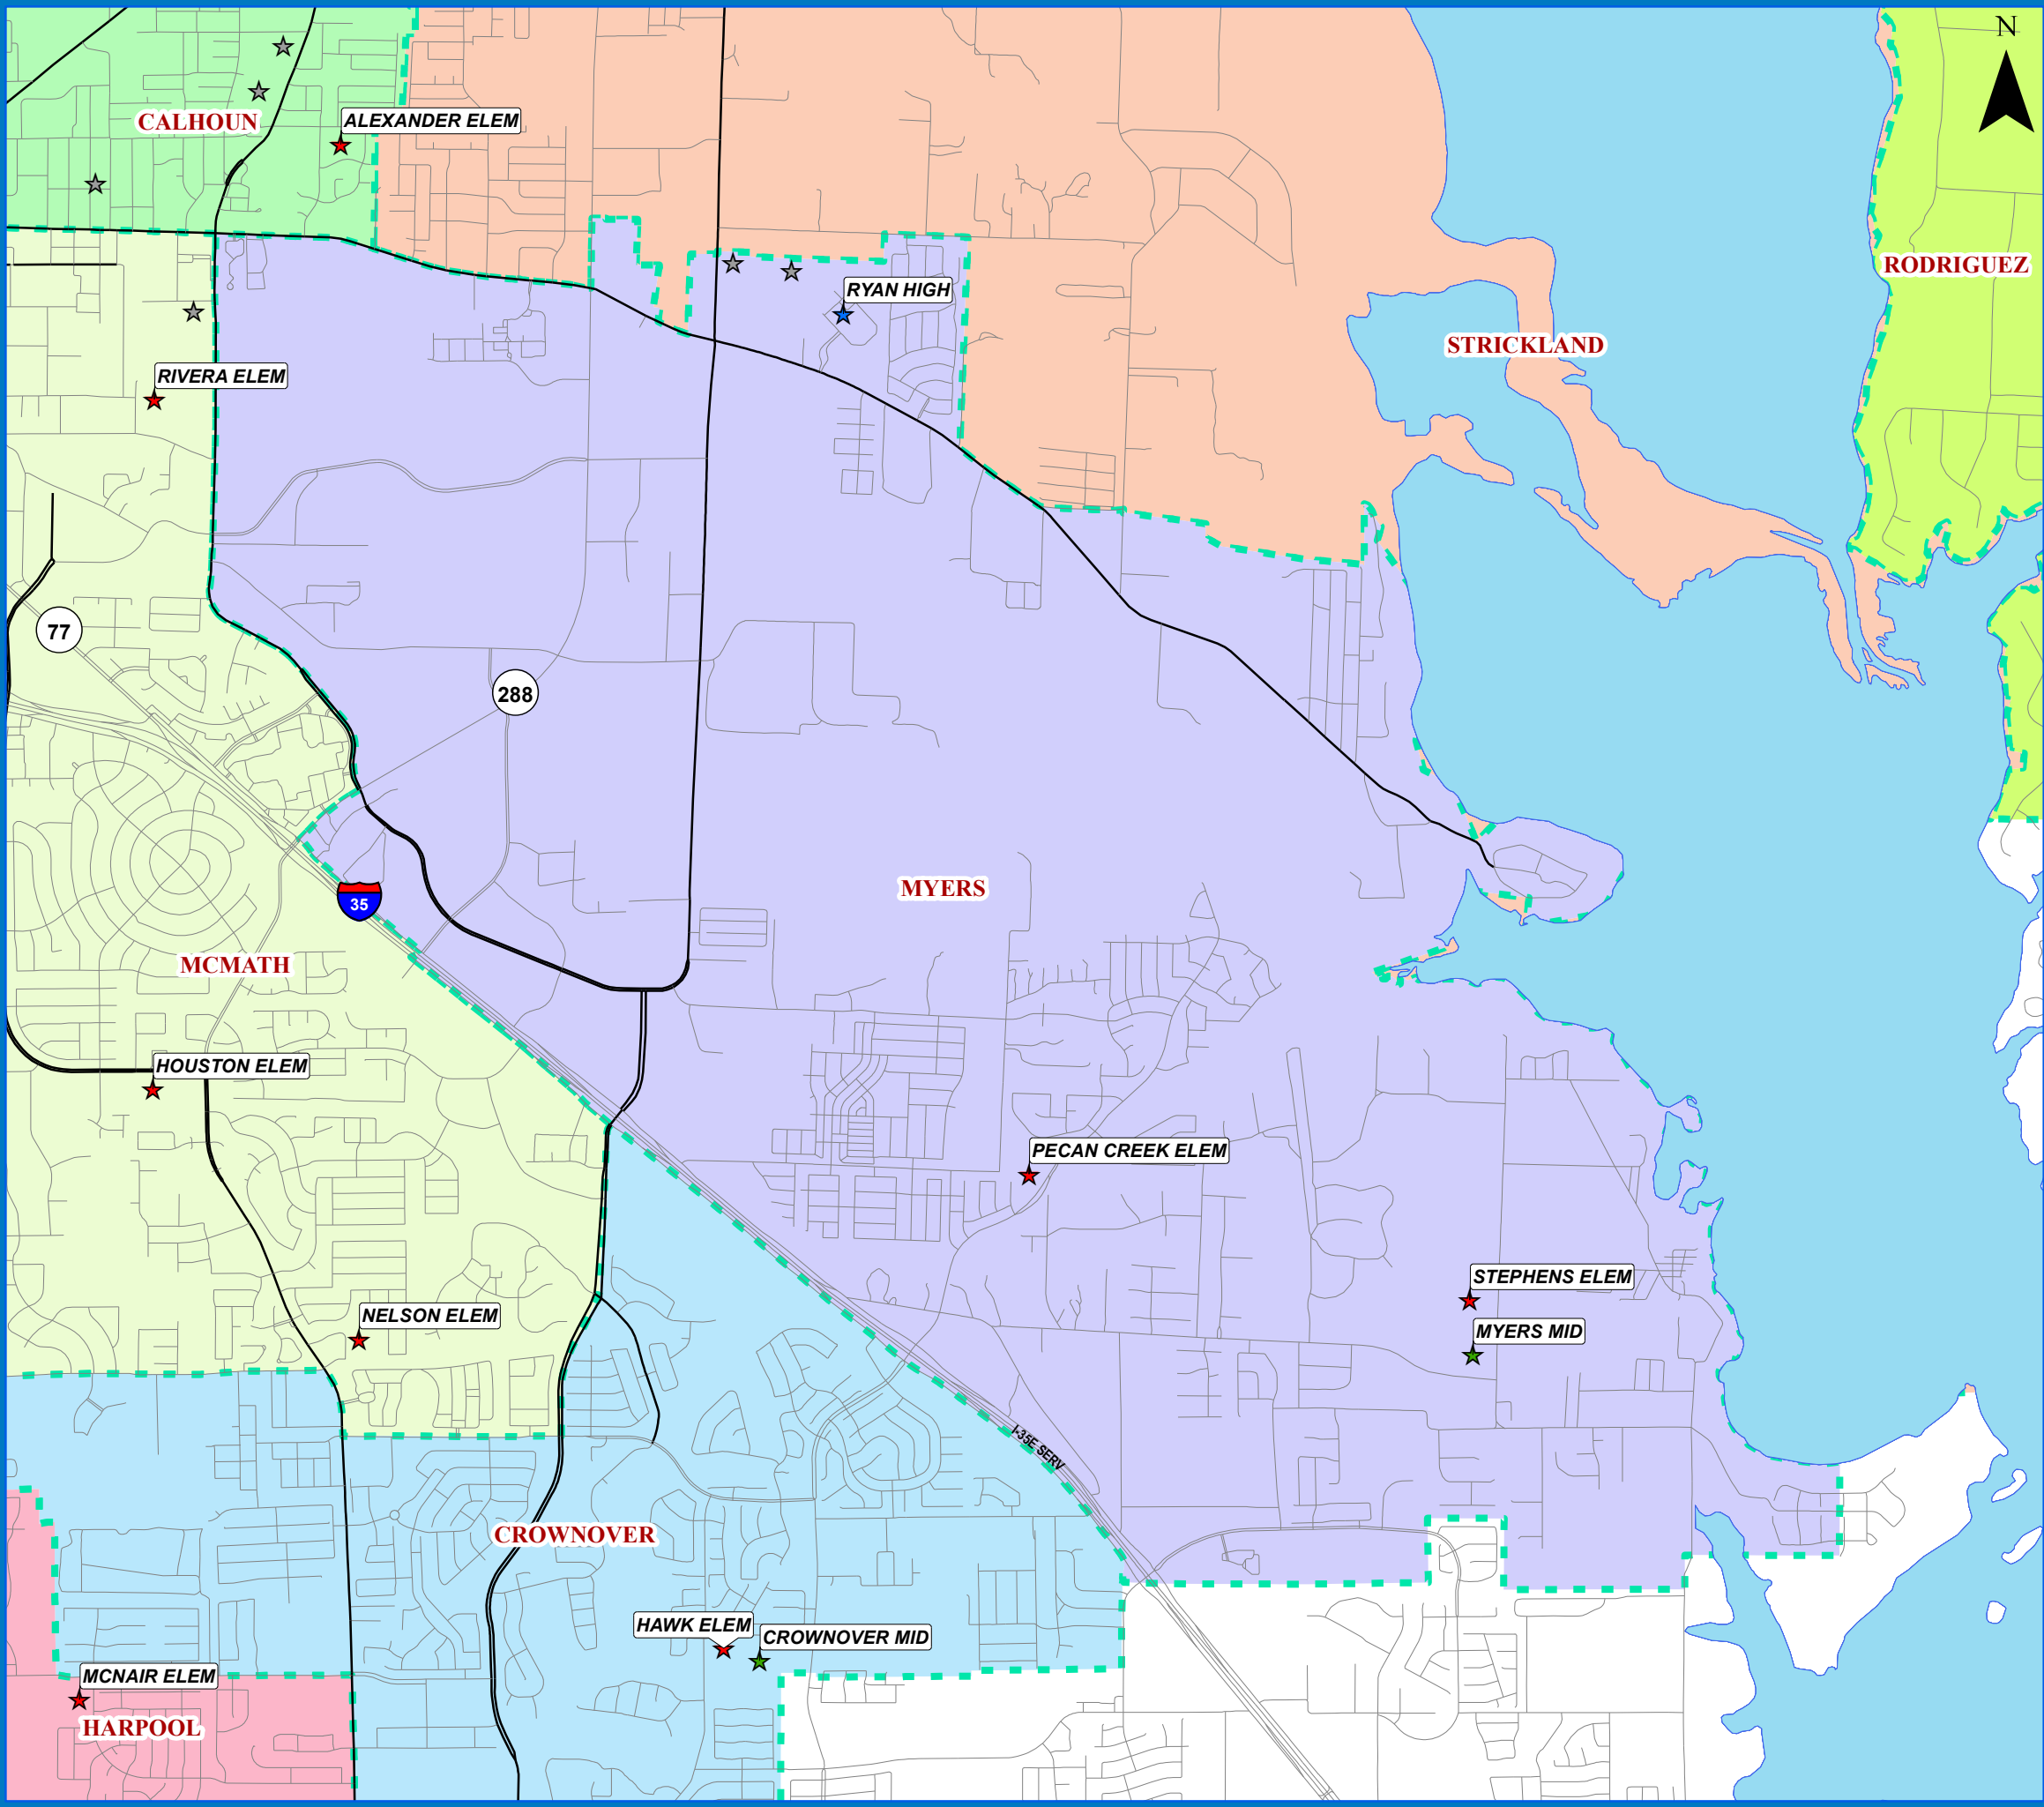 N
CALHOUN
ALEXANDER ELEM
RODRIGUEZ
RYAN HIGH
STRICKLAND
RIVERA ELEM
77
288
MYERS
35
MCMATH
HOUSTON ELEM
PECAN CREEK ELEM
STEPHENS ELEM
NELSON ELEM
MYERS MID
I-35E SERV
CROWNOVER
HAWK ELEM
CROWNOVER MID
MCNAIR ELEM
HARPOOL